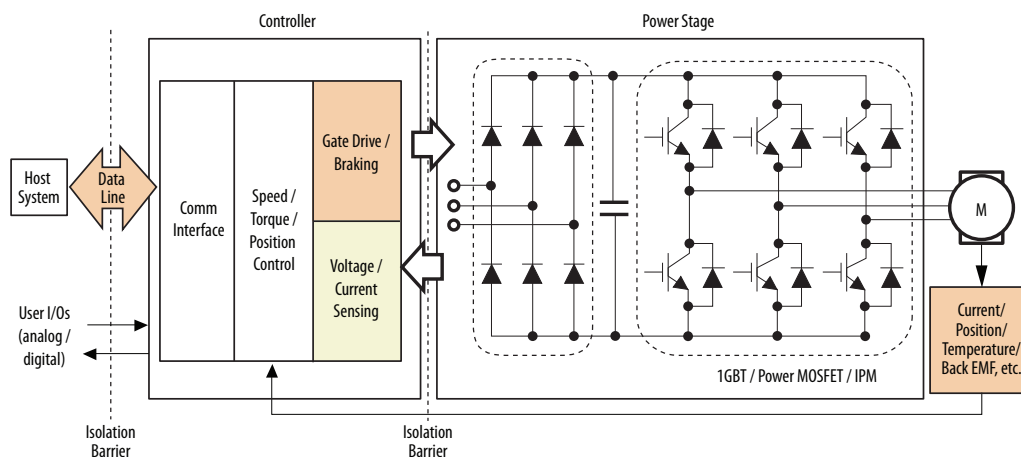 Controller
Power Stage
Host
System
Data
Line
Comm
Interface
Speed /
Torque /
Position
Control
Gate Drive /
Braking
Voltage /
Current
Sensing
User I/Os
(analog /
digital)
M
Current/
Position/
Temperature/
Back EMF, etc.
1GBT / Power MOSFET / IPM
Isolation
Barrier
Isolation
Barrier